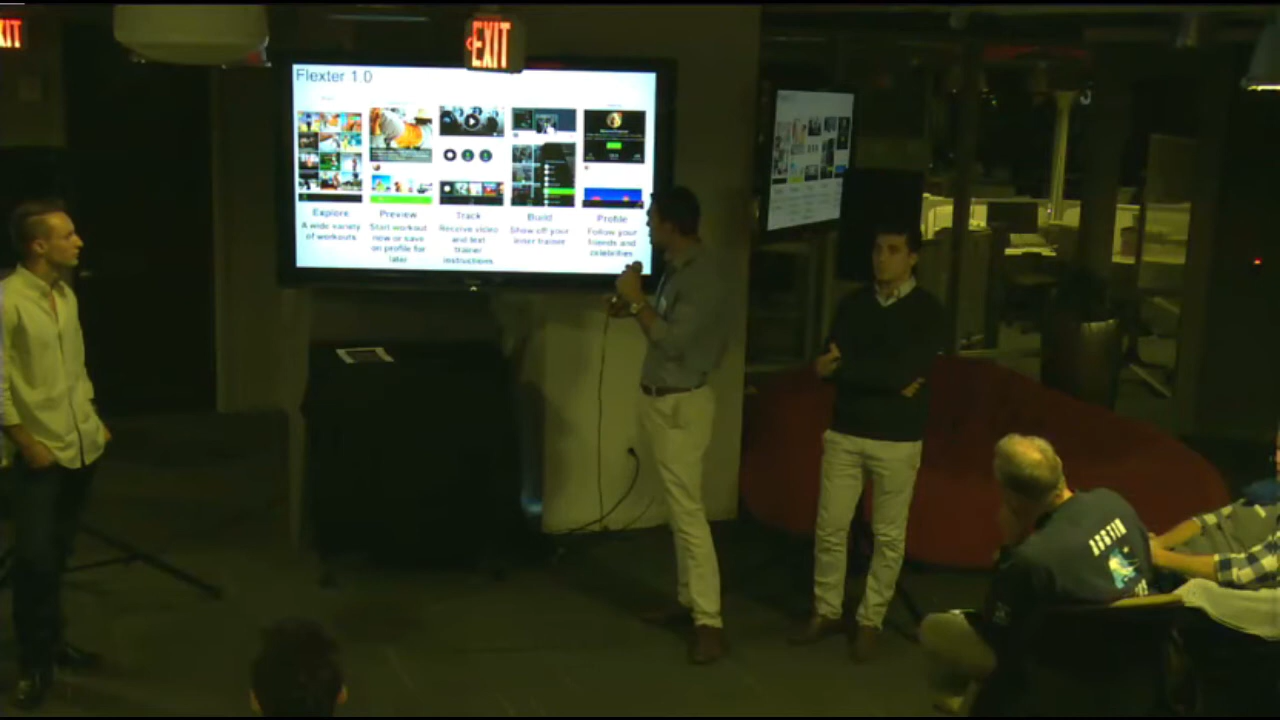 XIT
EXIT
Flexter 1.0
Explore
A wide variety
of workouts
Preview
Start workout
now or save
on profile for
later
Track
Receive video
and text
trainer
instructions
Build
Show off your
inner trainer
Profile
Follow your
friends and
celebrities
AUSTIN